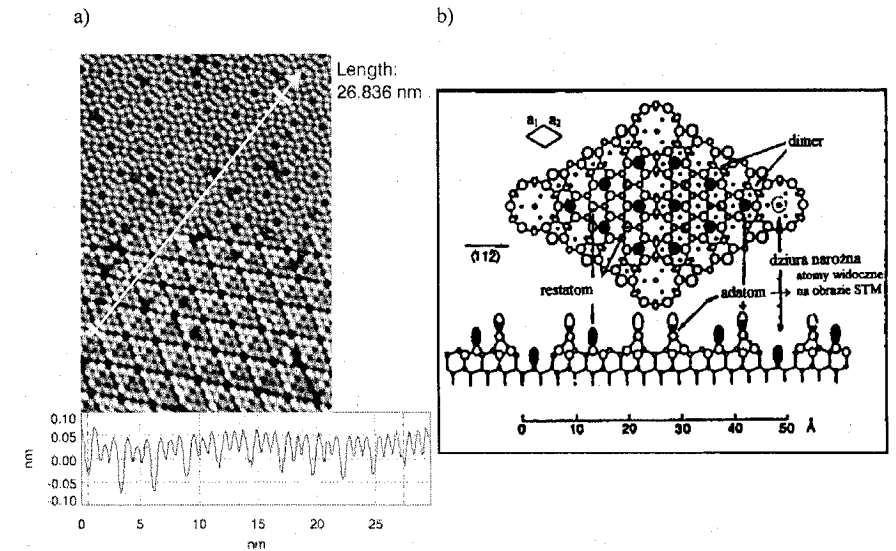 a)
b)
Length:
26.836 nm
0.10
0.05
0.00
-0.05
-0.10
nm
0
5
10
15
20
25
nm
a₁ a₂
dimer
(112̄)
restatom
adatom
dziura narożna
atomy widoczne
na obrazie STM
0 10 20 30 40 50 Å